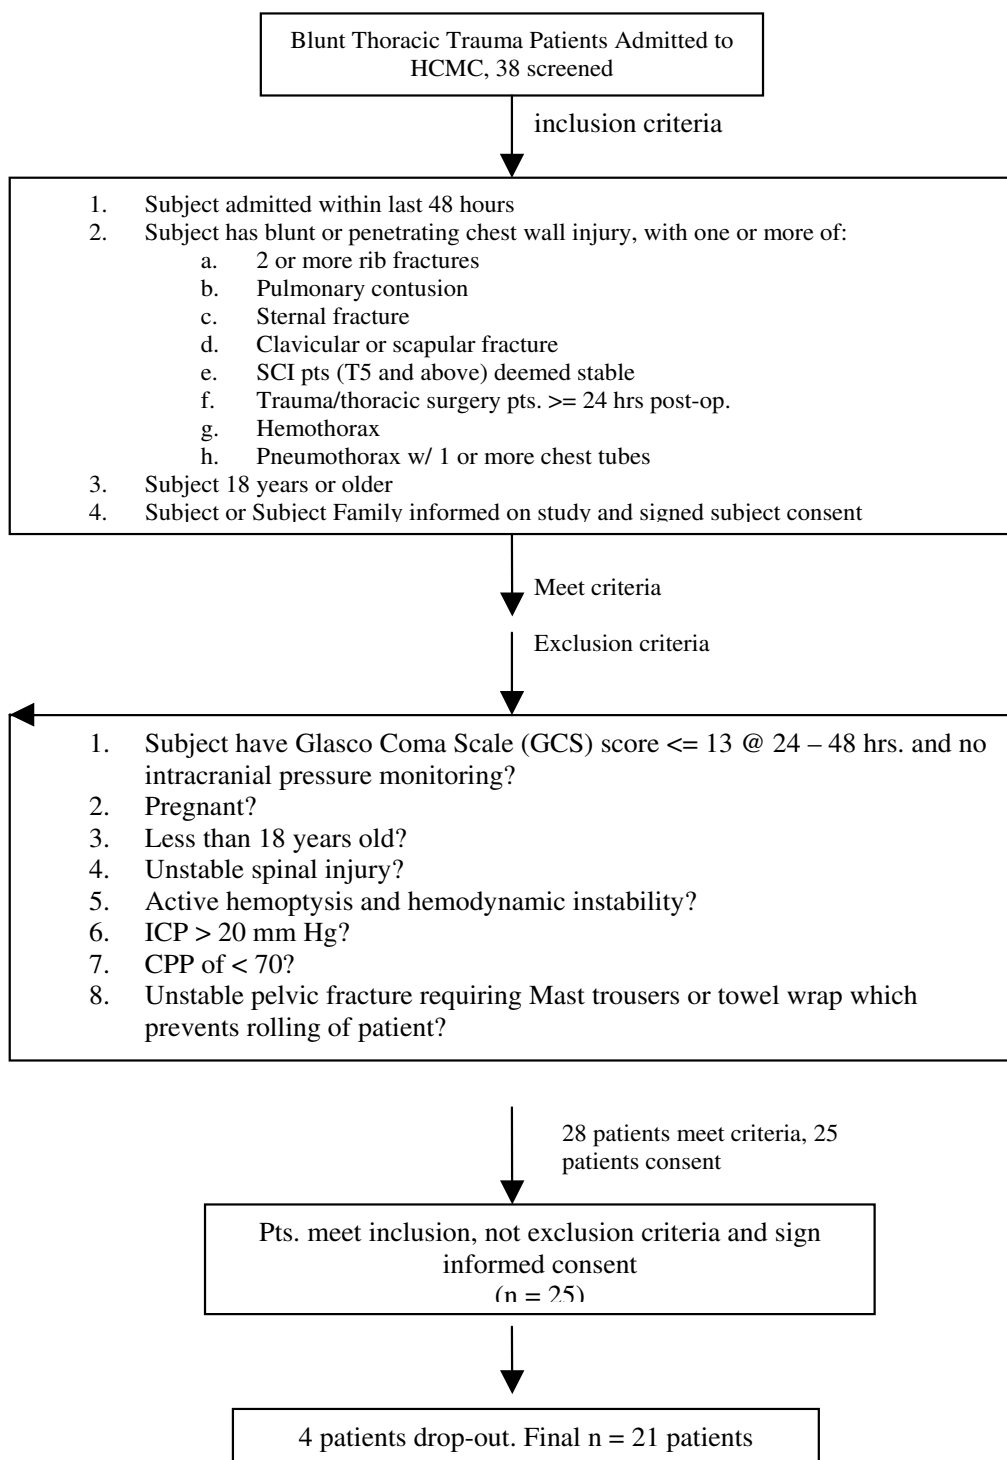 Blunt Thoracic Trauma Patients Admitted to
HCMC, 38 screened
inclusion criteria
1. Subject admitted within last 48 hours
2. Subject has blunt or penetrating chest wall injury, with one or more of:
a. 2 or more rib fractures
b. Pulmonary contusion
c. Sternal fracture
d. Clavicular or scapular fracture
e. SCI pts (T5 and above) deemed stable
f. Trauma/thoracic surgery pts. >= 24 hrs post-op.
g. Hemothorax
h. Pneumothorax w/ 1 or more chest tubes
3. Subject 18 years or older
4. Subject or Subject Family informed on study and signed subject consent
Meet criteria
Exclusion criteria
1. Subject have Glasco Coma Scale (GCS) score <= 13 @ 24 – 48 hrs. and no
intracranial pressure monitoring?
2. Pregnant?
3. Less than 18 years old?
4. Unstable spinal injury?
5. Active hemoptysis and hemodynamic instability?
6. ICP > 20 mm Hg?
7. CPP of < 70?
8. Unstable pelvic fracture requiring Mast trousers or towel wrap which
prevents rolling of patient?
28 patients meet criteria, 25
patients consent
Pts. meet inclusion, not exclusion criteria and sign
informed consent
(n = 25)
4 patients drop-out. Final n = 21 patients